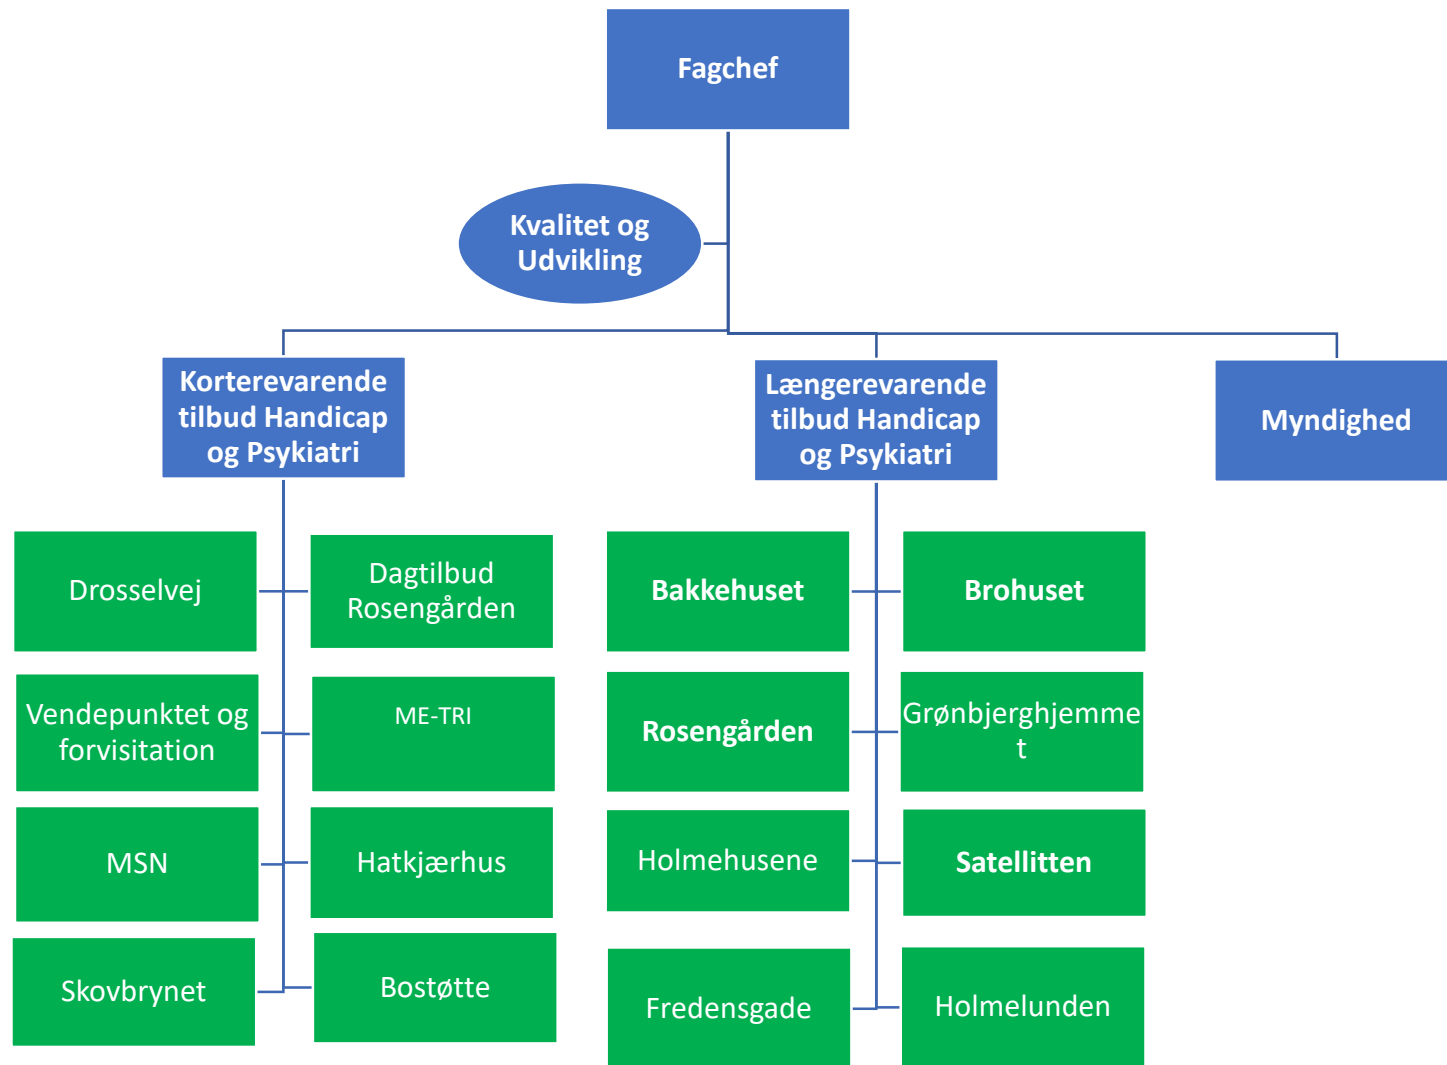 Fagchef
Kvalitet og
Udvikling
Korterevarende
tilbud Handicap
og Psykiatri
Længerevarende
tilbud Handicap
og Psykiatri
Myndighed
Drosselvej
Dagtilbud
Rosengården
Bakkehuset
Brohuset
Vendepunktet og
forvisitation
ME-TRI
Rosengården
Grønbjerghjemme
t
MSN
Hatkjærhus
Holmehusene
Satellitten
Skovbrynet
Bostøtte
Fredensgade
Holmelunden